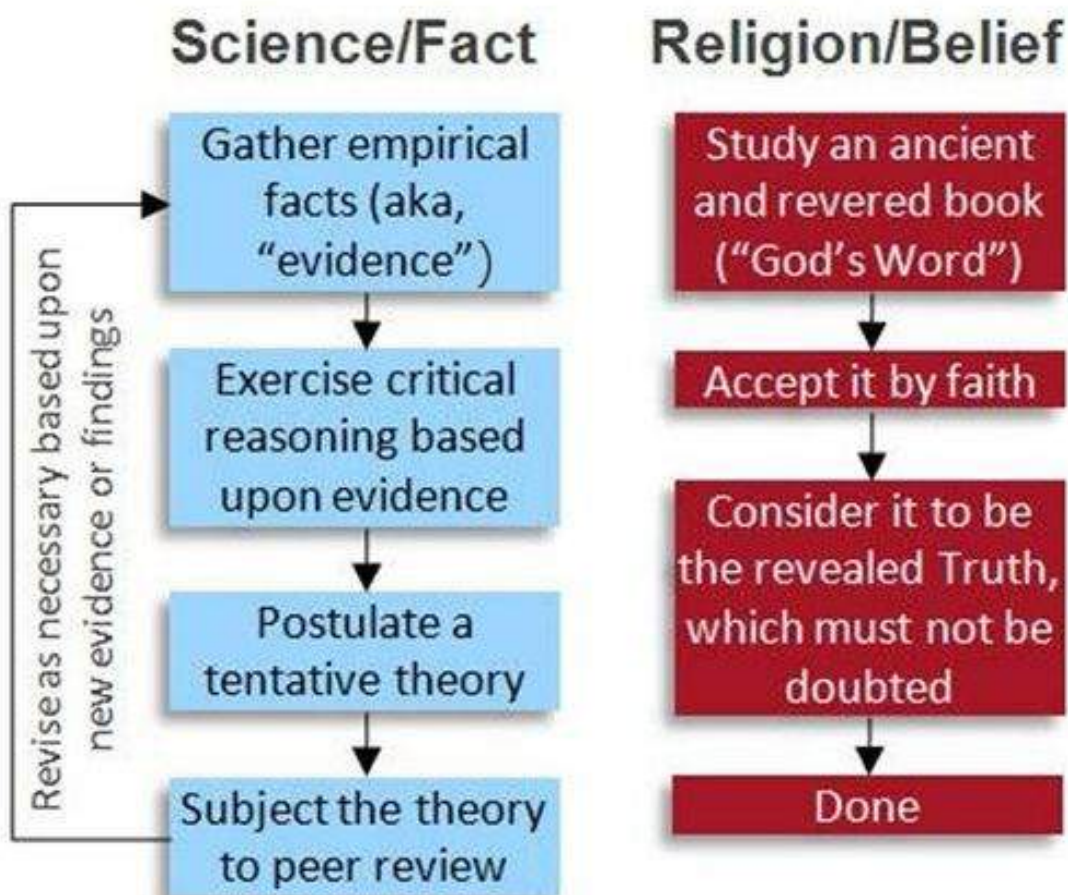 Science/Fact
Gather empirical
facts (aka,
“evidence”)
Exercise critical
reasoning based
upon evidence
Postulate a
tentative theory
Subject the theory
to peer review
Revise as necessary based upon
new evidence or findings
Religion/Belief
Study an ancient
and revered book
(“God’s Word”)
Accept it by faith
Consider it to be
the revealed Truth,
which must not be
doubted
Done